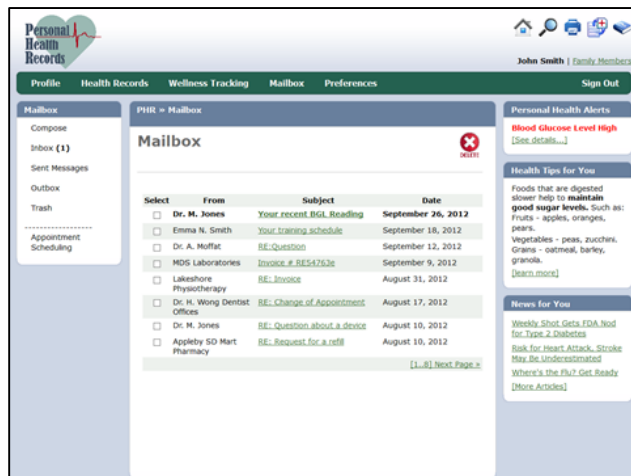 Personal
Health
Records
John Smith | Family Members
Profile Health Records Wellness Tracking Mailbox Preferences Sign Out
Mailbox
Compose
Inbox (1)
Sent Messages
Outbox
Trash
--------------------
Appointment
Scheduling
PHR » Mailbox
Mailbox
DELETE
Select From Subject Date
Dr. M. Jones Your recent BGL Reading September 26, 2012
Emma N. Smith Your training schedule September 18, 2012
Dr. A. Moffat RE:Question September 12, 2012
MDS Laboratories Invoice # RE54763e September 9, 2012
Lakeshore
Physiotherapy RE: Invoice August 31, 2012
Dr. H. Wong Dentist
Offices RE: Change of Appointment August 17, 2012
Dr. M. Jones RE: Question about a device August 10, 2012
Appleby SD Mart
Pharmacy RE: Request for a refill August 10, 2012
[1..8] Next Page »
Personal Health Alerts
Blood Glucose Level High
[See details...]
Health Tips for You
Foods that are digested
slower help to maintain
good sugar levels. Such as:
Fruits - apples, oranges,
pears.
Vegetables - peas, zucchini.
Grains - oatmeal, barley,
granola.
[learn more]
News for You
Weekly Shot Gets FDA Nod
for Type 2 Diabetes
Risk for Heart Attack, Stroke
May Be Underestimated
Where's the Flu? Get Ready
[More Articles]